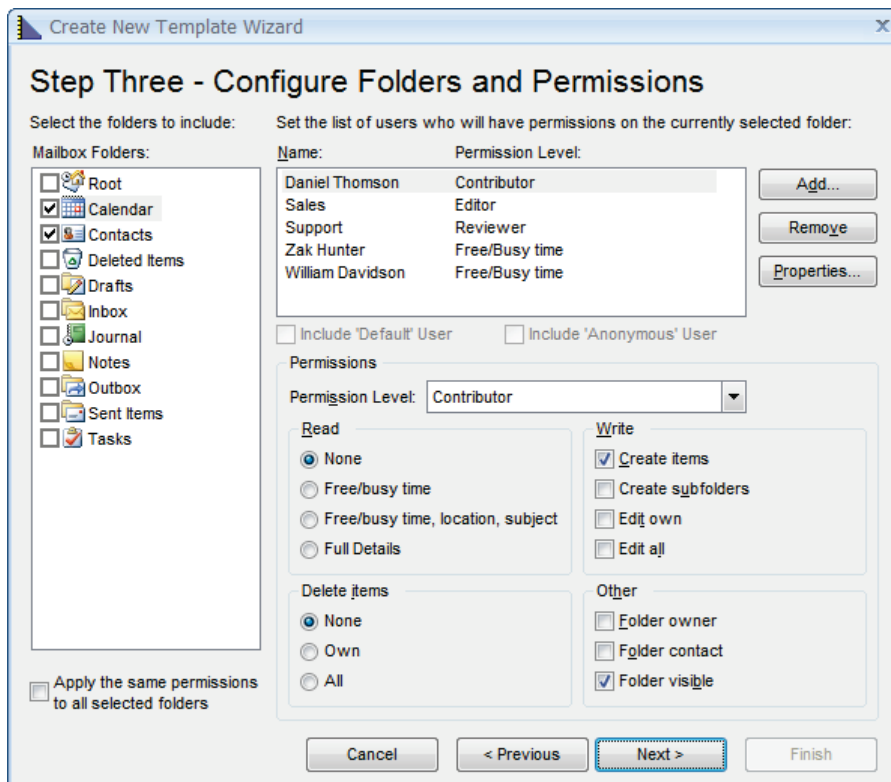 Create New Template Wizard
X
Step Three - Configure Folders and Permissions
Select the folders to include:
Set the list of users who will have permissions on the currently selected folder:
Mailbox Folders:
Name:
Permission Level:
Root
Calendar
Contacts
Deleted Items
Drafts
Inbox
Journal
Notes
Outbox
Sent Items
Tasks
Daniel Thomson Contributor
Sales Editor
Support Reviewer
Zak Hunter Free/Busy time
William Davidson Free/Busy time
Add...
Remove
Properties...
Include 'Default' User
Include 'Anonymous' User
Permissions
Permission Level: Contributor
Read
None
Free/busy time
Free/busy time, location, subject
Full Details
Write
Create items
Create subfolders
Edit own
Edit all
Delete items
None
Own
All
Other
Folder owner
Folder contact
Folder visible
Apply the same permissions
to all selected folders
Cancel
< Previous
Next >
Finish